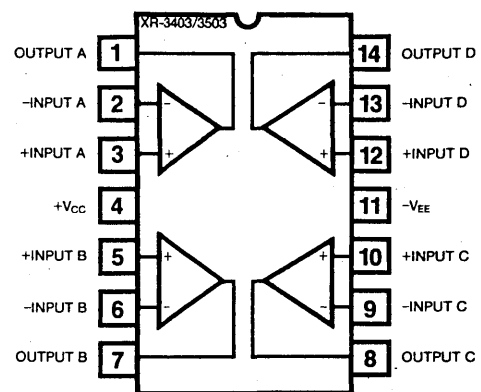 XR-3403/3503
OUTPUT A 1 14 OUTPUT D
−INPUT A 2 − − 13 −INPUT D
+INPUT A 3 + + 12 +INPUT D
+VCC 4 11 −VEE
+INPUT B 5 + + 10 +INPUT C
−INPUT B 6 − − 9 −INPUT C
OUTPUT B 7 8 OUTPUT C